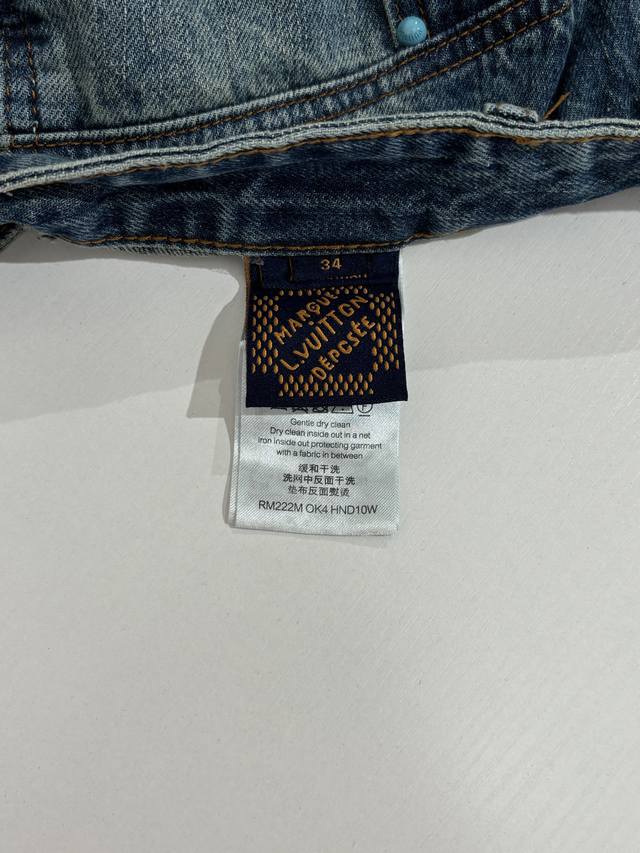 34
MARQUE
L.VUITTON
DÉPOSÉE
Gentle dry clean
Dry clean inside out in a net
iron inside out protecting garment
with a fabric in between
缓和干洗
洗网中反面干洗
垫布反面熨烫
RM222M OK4 HND10W